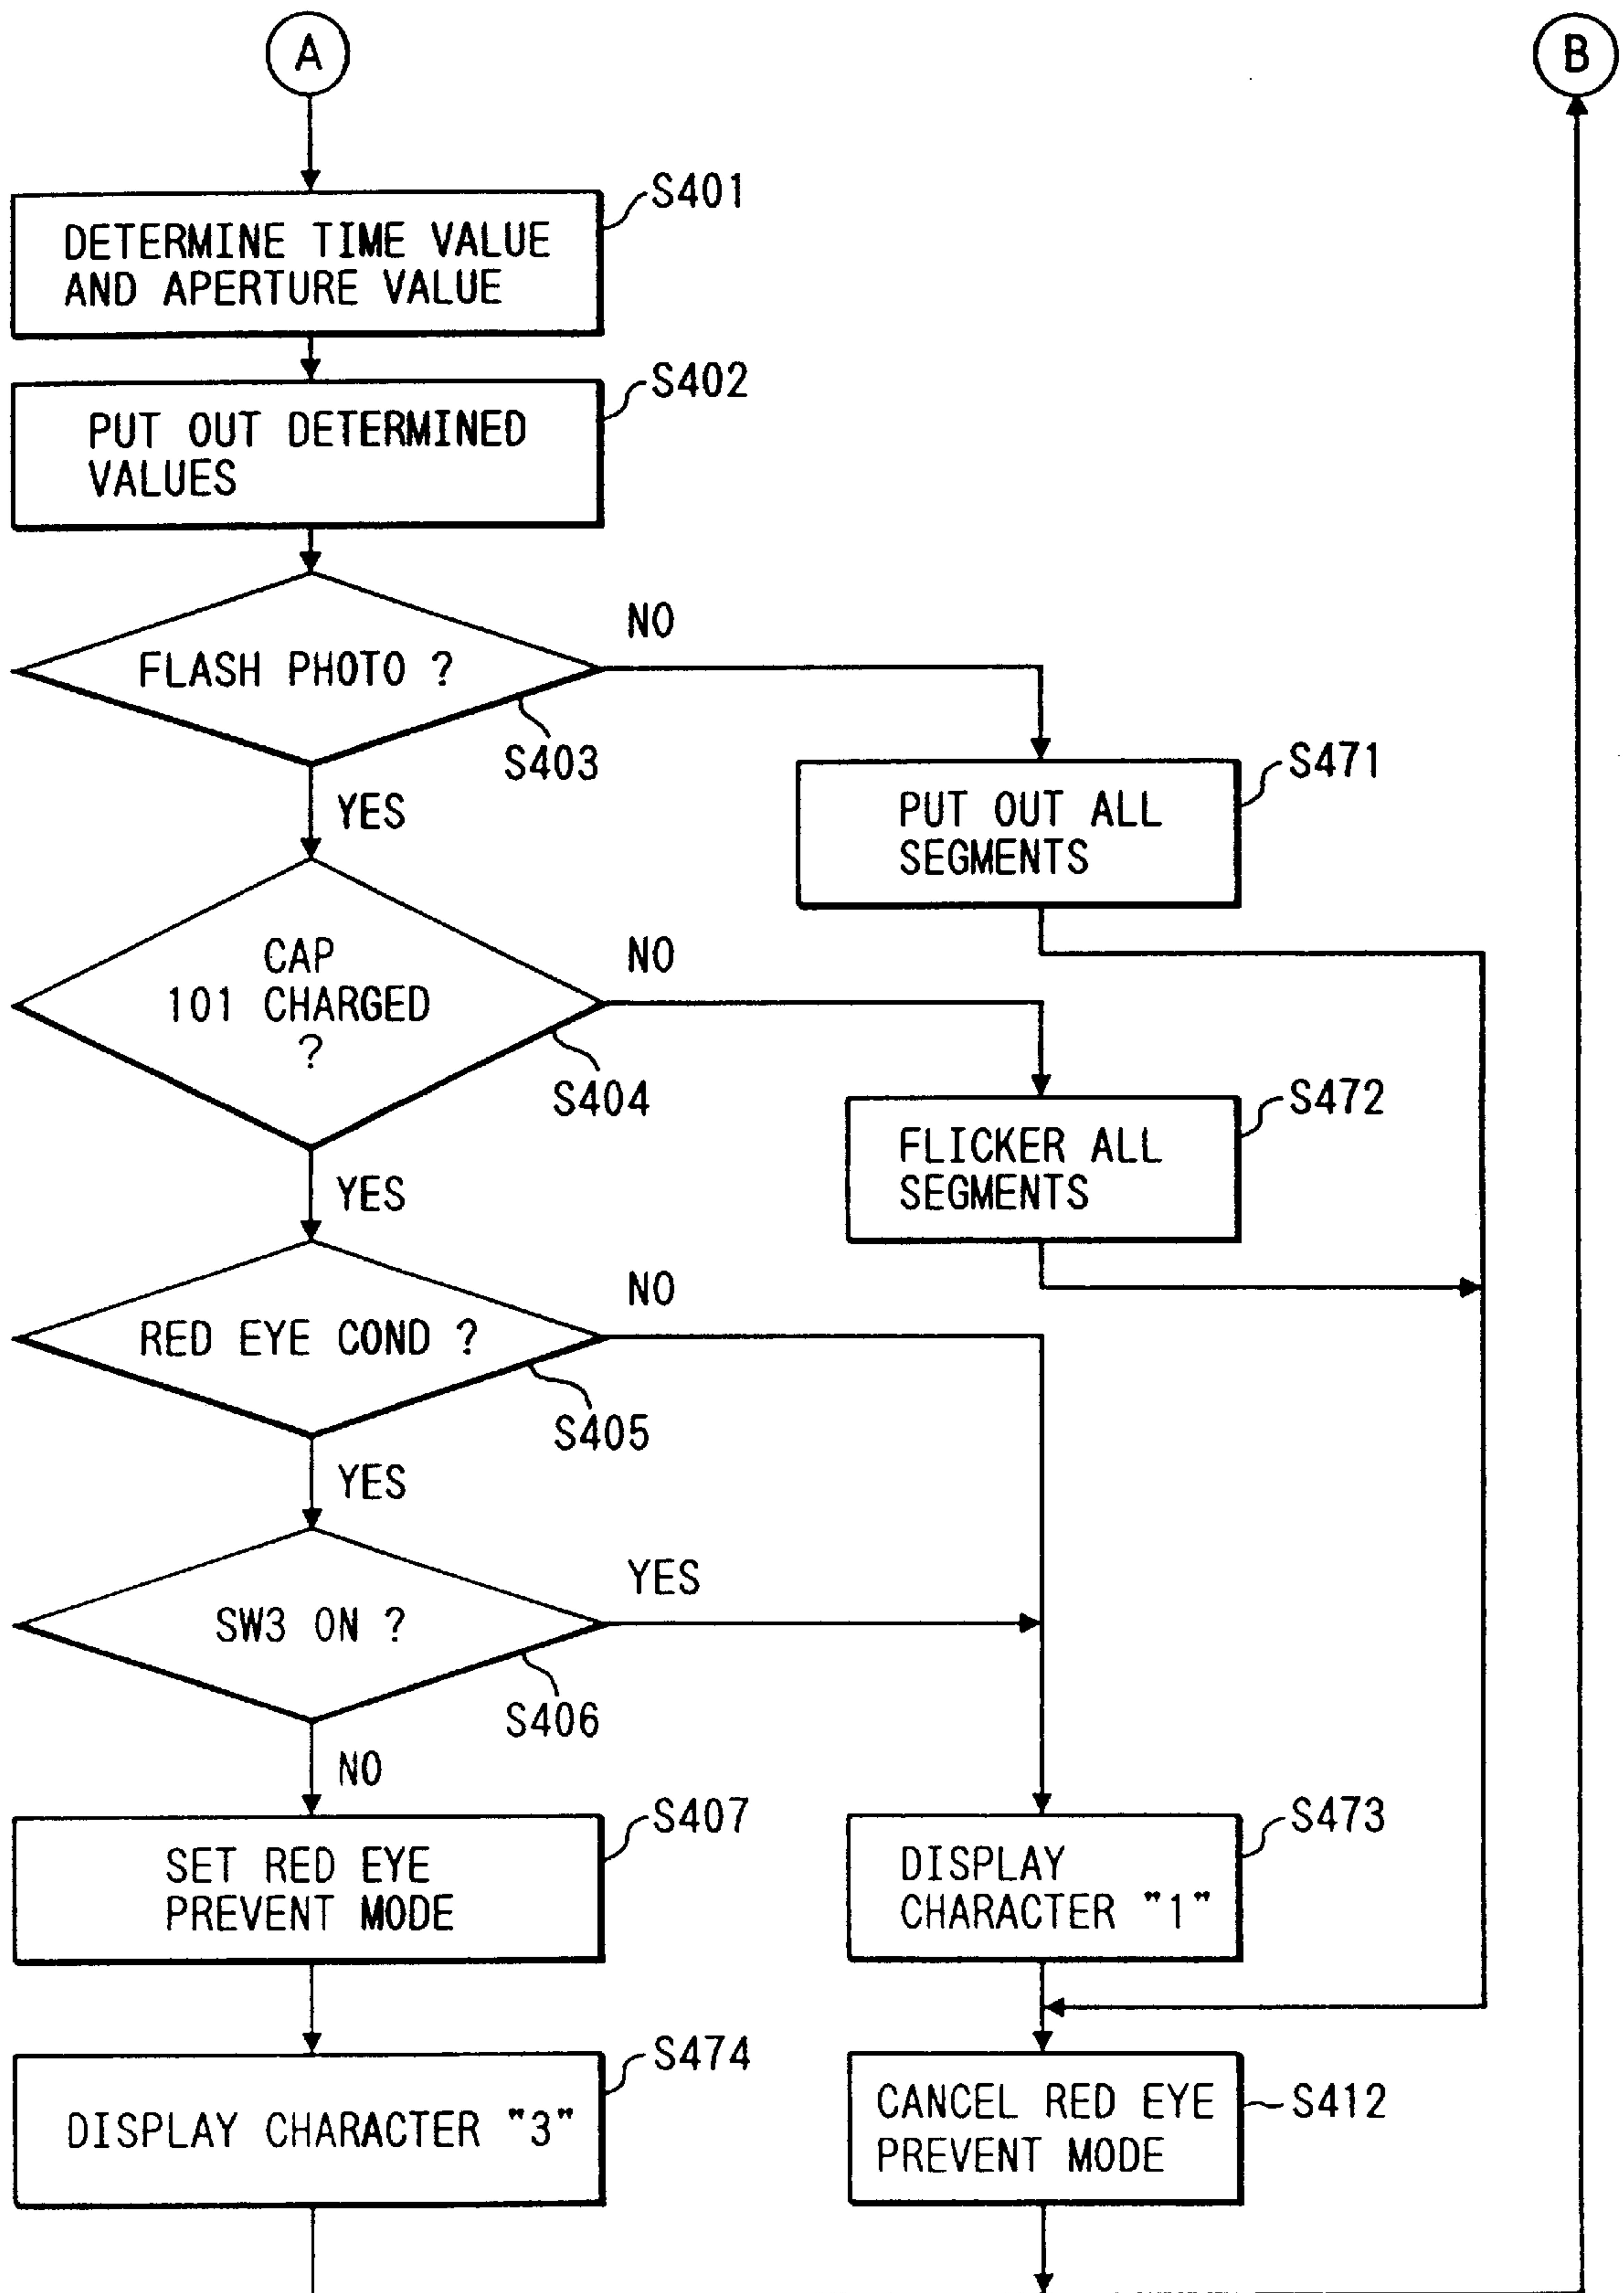 A
B
S401
DETERMINE TIME VALUE
AND APERTURE VALUE
S402
PUT OUT DETERMINED
VALUES
NO
FLASH PHOTO ?
S403
YES
S471
PUT OUT ALL
SEGMENTS
NO
CAP
101 CHARGED
?
S404
YES
S472
FLICKER ALL
SEGMENTS
NO
RED EYE COND ?
S405
YES
YES
SW3 ON ?
S406
NO
S407
SET RED EYE
PREVENT MODE
S473
DISPLAY
CHARACTER "1"
S474
DISPLAY CHARACTER "3"
S412
CANCEL RED EYE
PREVENT MODE